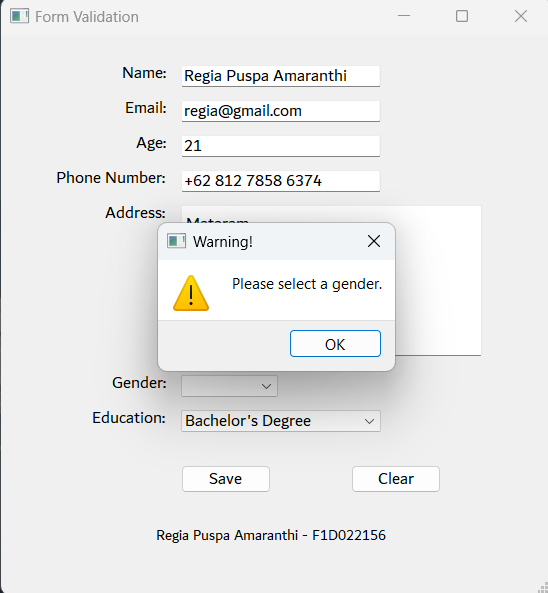 Form Validation
Name: Regia Puspa Amaranthi
Email: regia@gmail.com
Age: 21
Phone Number: +62 812 7858 6374
Address: Mataram
Warning!
Please select a gender.
OK
Gender:
Education: Bachelor's Degree
Save Clear
Regia Puspa Amaranthi - F1D022156